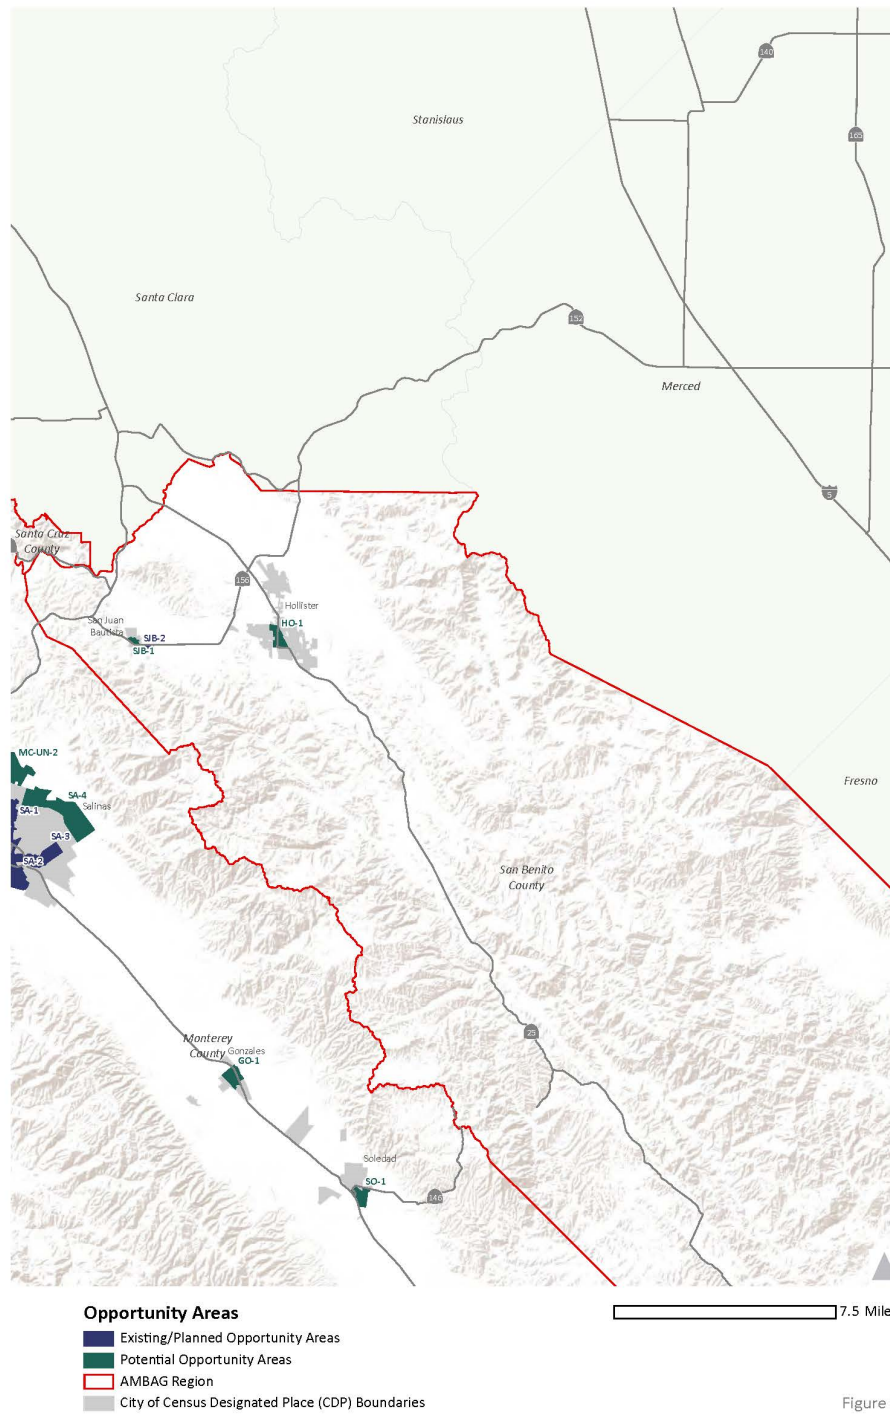 140
Stanislaus
165
Santa Clara
152
Merced
5
Santa Cruz
County
156
Hollister
San Juan
Bautista
HO-1
SJB-2
SJB-1
MC-UN-2
Fresno
SA-4
Salinas
SA-1
SA-3
SA-2
San Benito
County
25
Monterey
County
Gonzales
GO-1
Soledad
SO-1
146
Opportunity Areas
7.5 Mile
Existing/Planned Opportunity Areas
Potential Opportunity Areas
AMBAG Region
City of Census Designated Place (CDP) Boundaries
Figure